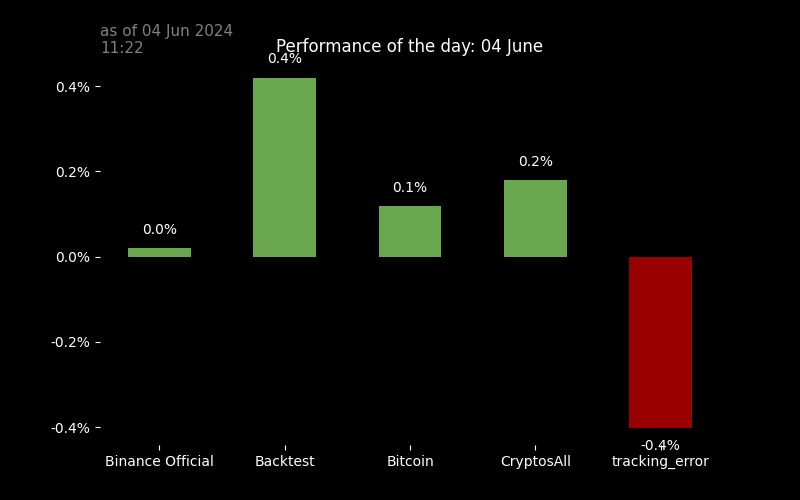 as of 04 Jun 2024
11:22
Performance of the day: 04 June
0.4%
0.2%
0.0%
-0.2%
-0.4%
0.0%
0.4%
0.1%
0.2%
-0.4%
Binance Official
Backtest
Bitcoin
CryptosAll
tracking_error